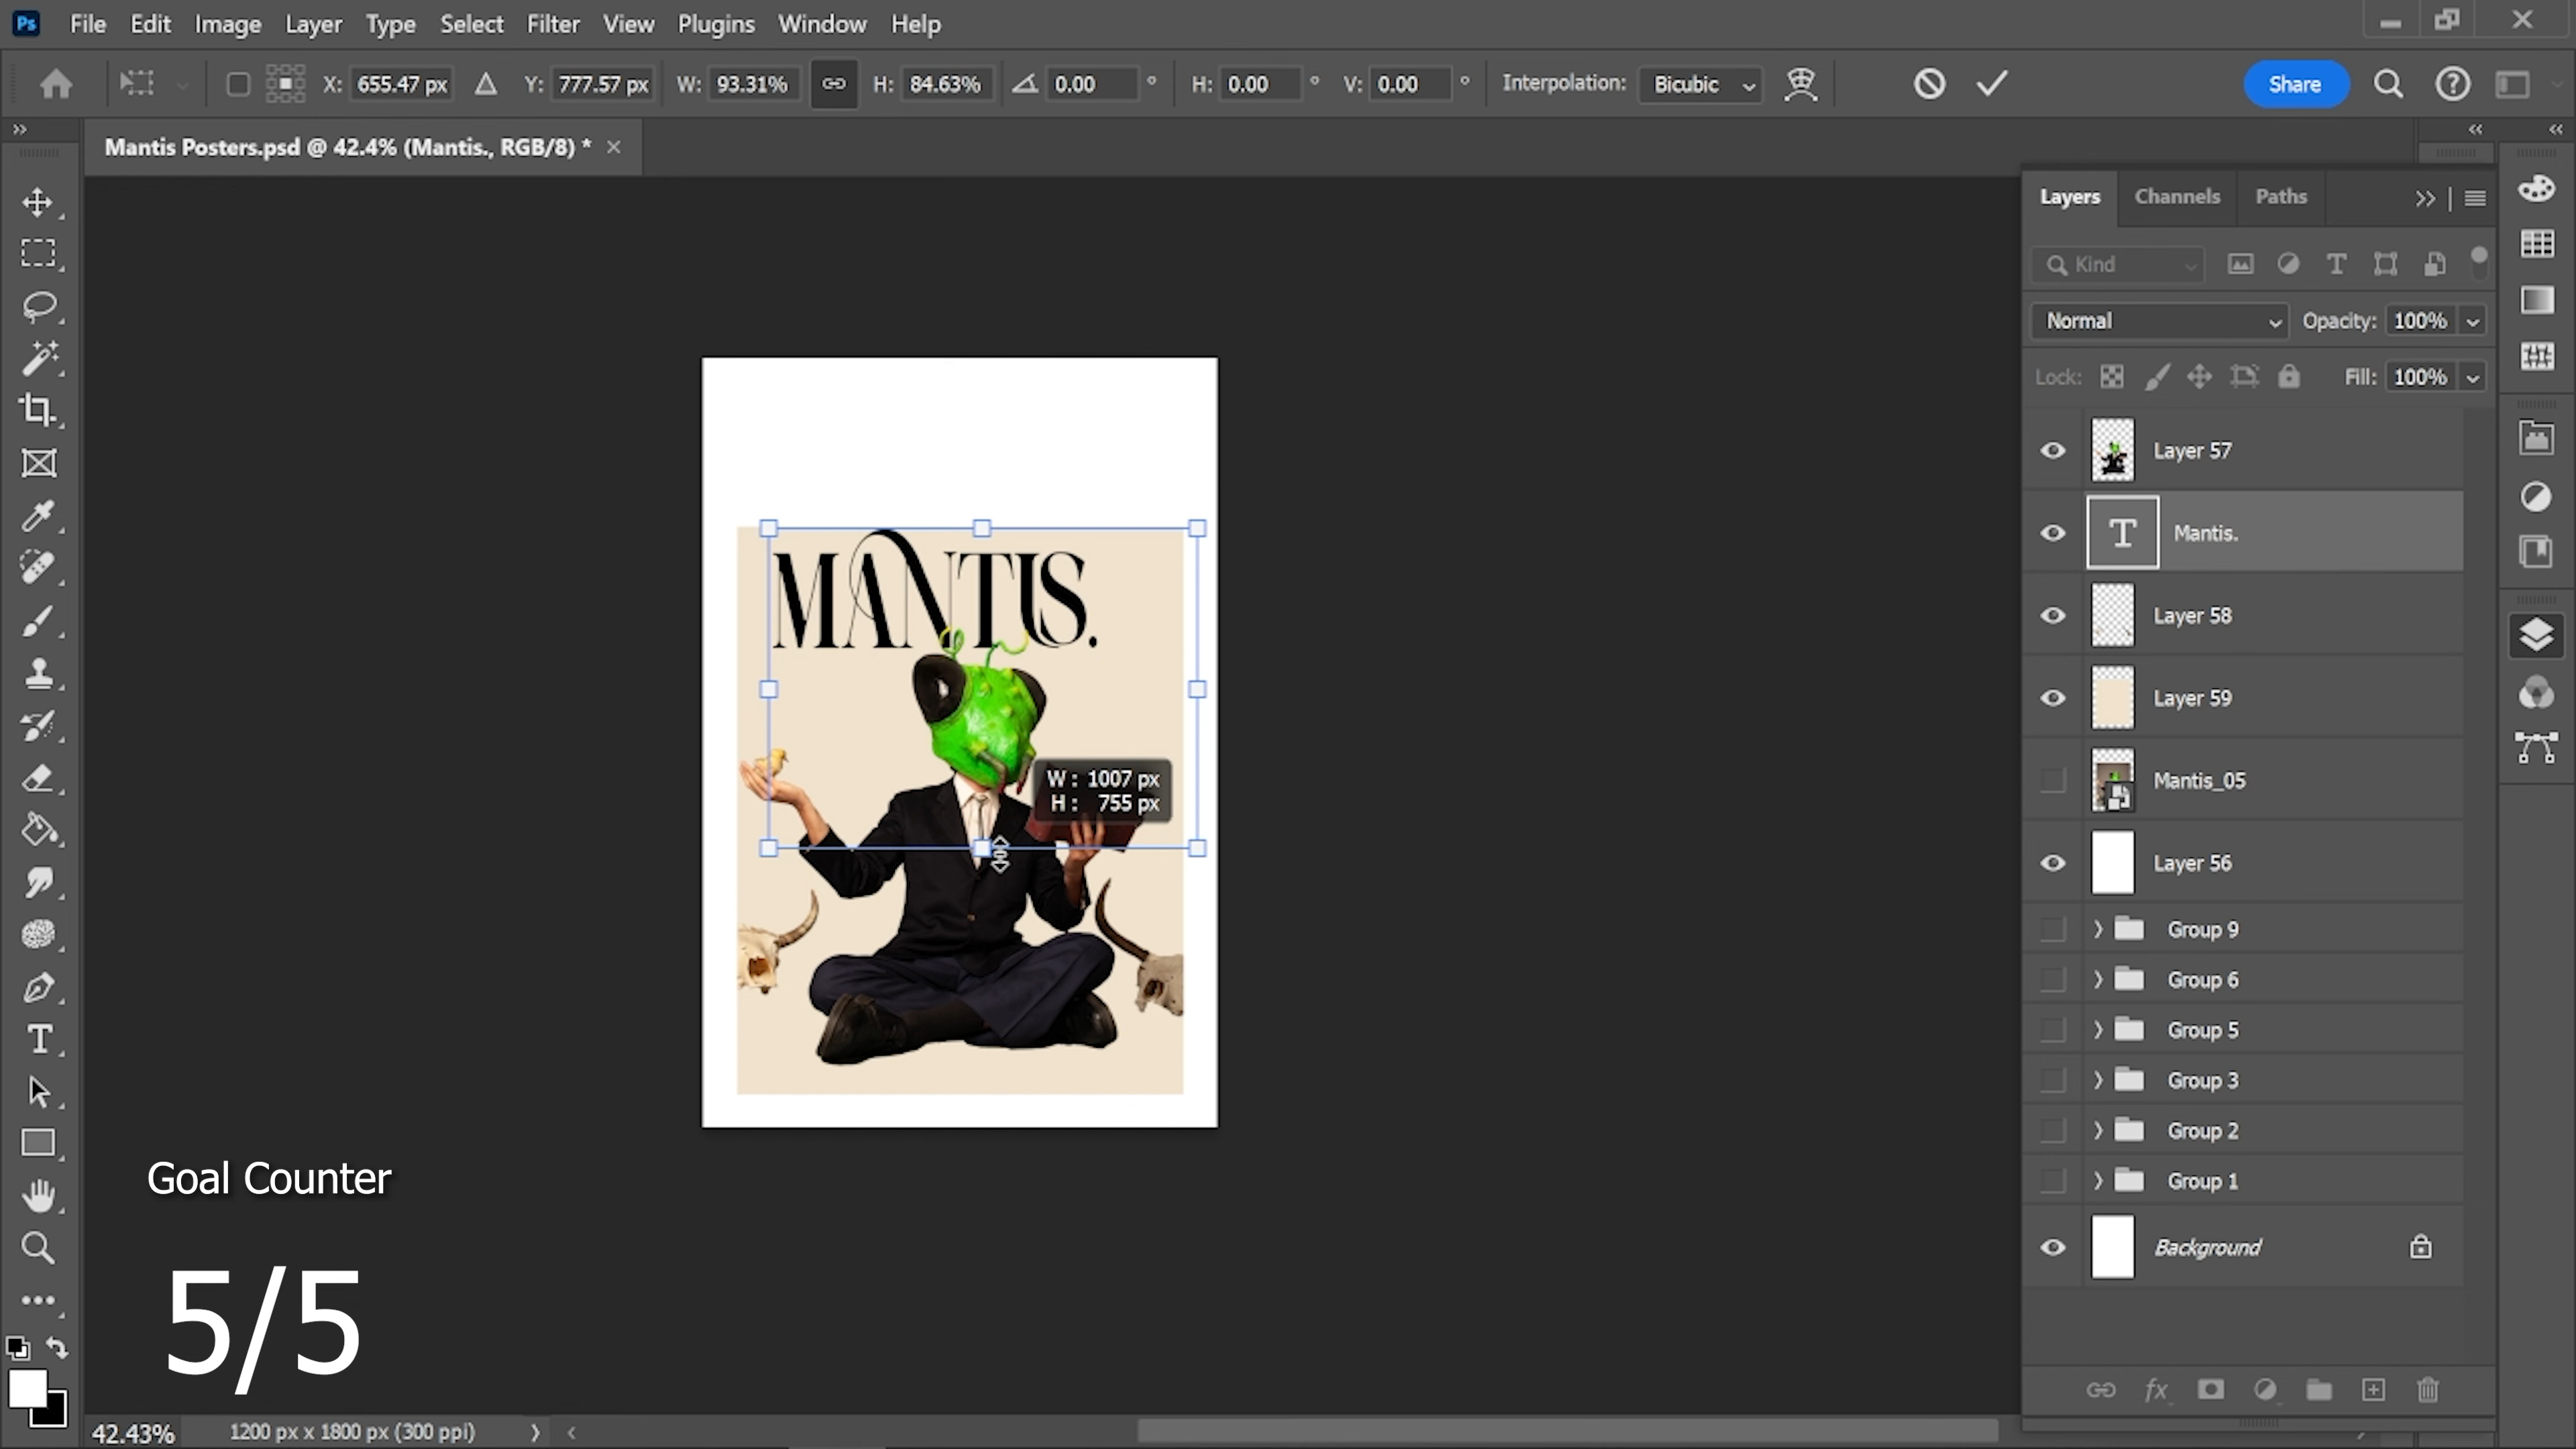 Ps File Edit Image Layer Type Select Filter View Plugins Window Help
X: 655.47 px Y: 777.57 px W: 93.31% H: 84.63% 0.00 ° H: 0.00 ° V: 0.00 ° Interpolation: Bicubic Share
Mantis Posters.psd @ 42.4% (Mantis., RGB/8) *
Layers Channels Paths
Kind
Normal Opacity: 100%
Lock: Fill: 100%
Layer 57
Mantis.
Layer 58
Layer 59
Mantis_05
Layer 56
Group 9
Group 6
Group 5
Group 3
Group 2
Group 1
Background
MANTIS.
W : 1007 px
H : 755 px
Goal Counter
5/5
42.43% 1200 px x 1800 px (300 ppi)